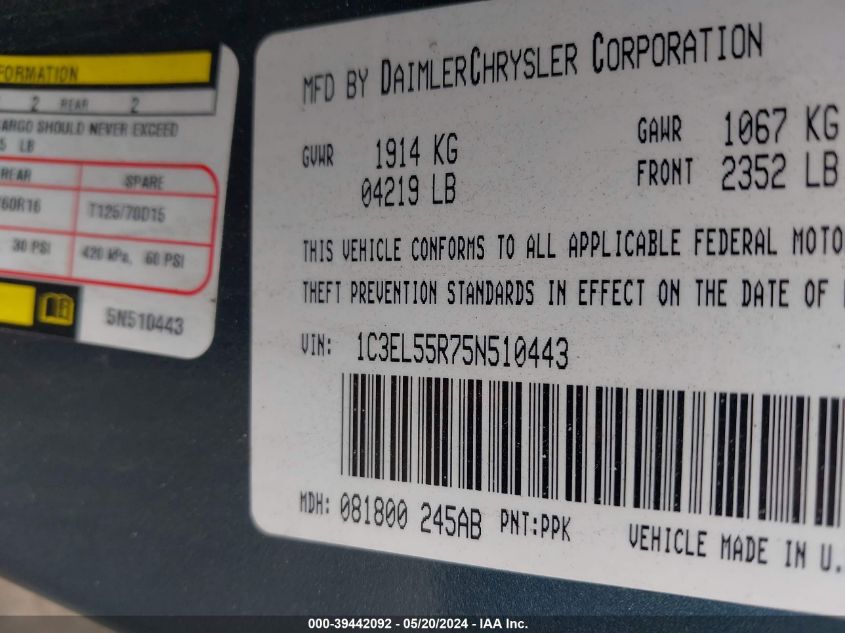 FORMATION
2 REAR 2
ARGO SHOULD NEVER EXCEED
5 LB
REAR SPARE
60R16 T125/70D15
30 PSI 420 kPa, 60 PSI
5N510443
MFD BY DAIMLERCHRYSLER CORPORATION
GVWR 1914 KG GAWR 1067 KG
04219 LB FRONT 2352 LB
THIS VEHICLE CONFORMS TO ALL APPLICABLE FEDERAL MOTO
THEFT PREVENTION STANDARDS IN EFFECT ON THE DATE OF
VIN: 1C3EL55R75N510443
MDH: 081800 245AB PNT:PPK
VEHICLE MADE IN U.
000-39442092 - 05/20/2024 - IAA Inc.